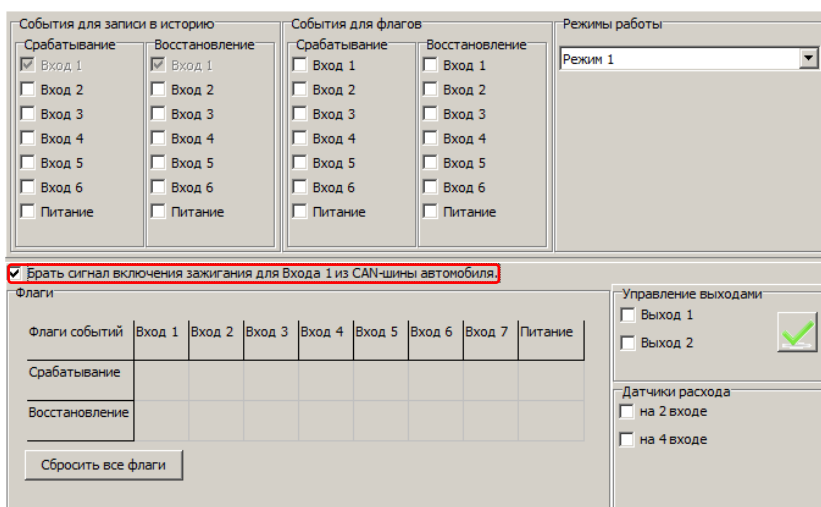 События для записи в историю
Срабатывание
Вход 1
Вход 2
Вход 3
Вход 4
Вход 5
Вход 6
Питание
Восстановление
Вход 1
Вход 2
Вход 3
Вход 4
Вход 5
Вход 6
Питание
События для флагов
Срабатывание
Вход 1
Вход 2
Вход 3
Вход 4
Вход 5
Вход 6
Питание
Восстановление
Вход 1
Вход 2
Вход 3
Вход 4
Вход 5
Вход 6
Питание
Режимы работы
Режим 1
Брать сигнал включения зажигания для Входа 1 из CAN-шины автомобиля.
Флаги
Флаги событий Вход 1 Вход 2 Вход 3 Вход 4 Вход 5 Вход 6 Вход 7 Питание
Срабатывание
Восстановление
Сбросить все флаги
Управление выходами
Выход 1
Выход 2
Датчики расхода
на 2 входе
на 4 входе